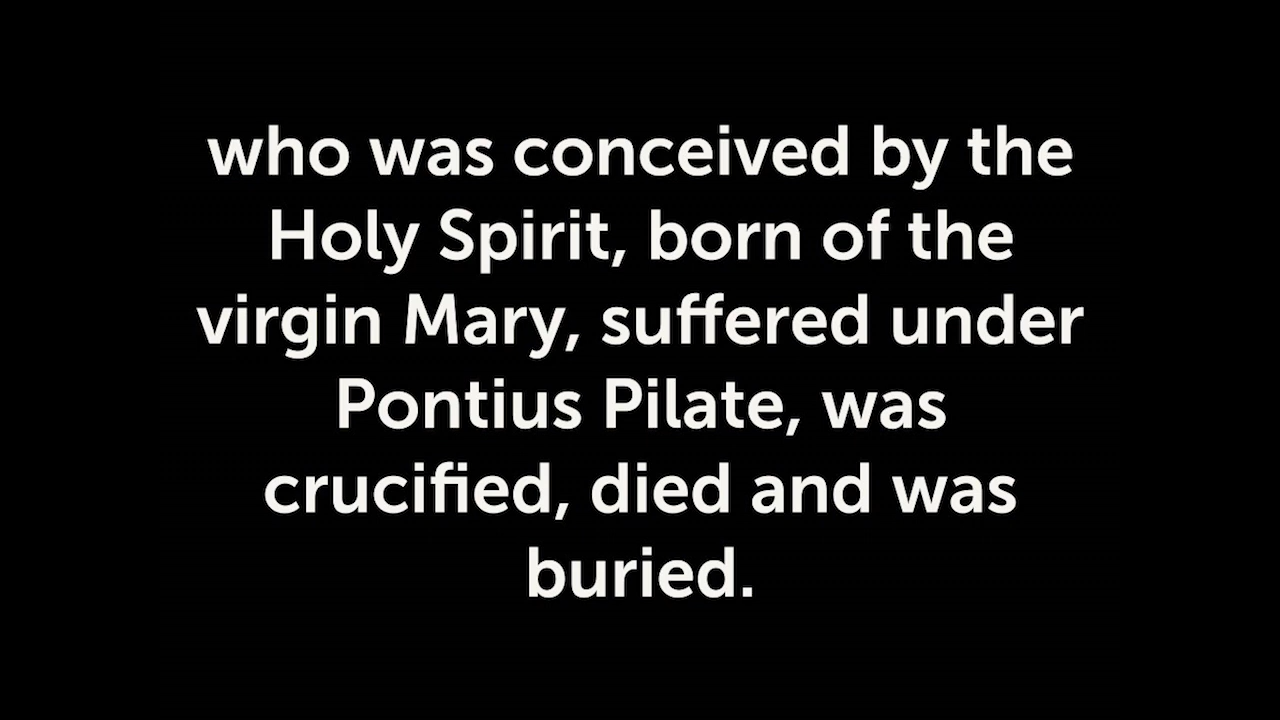 who was conceived by the
Holy Spirit, born of the
virgin Mary, suffered under
Pontius Pilate, was
crucified, died and was
buried.